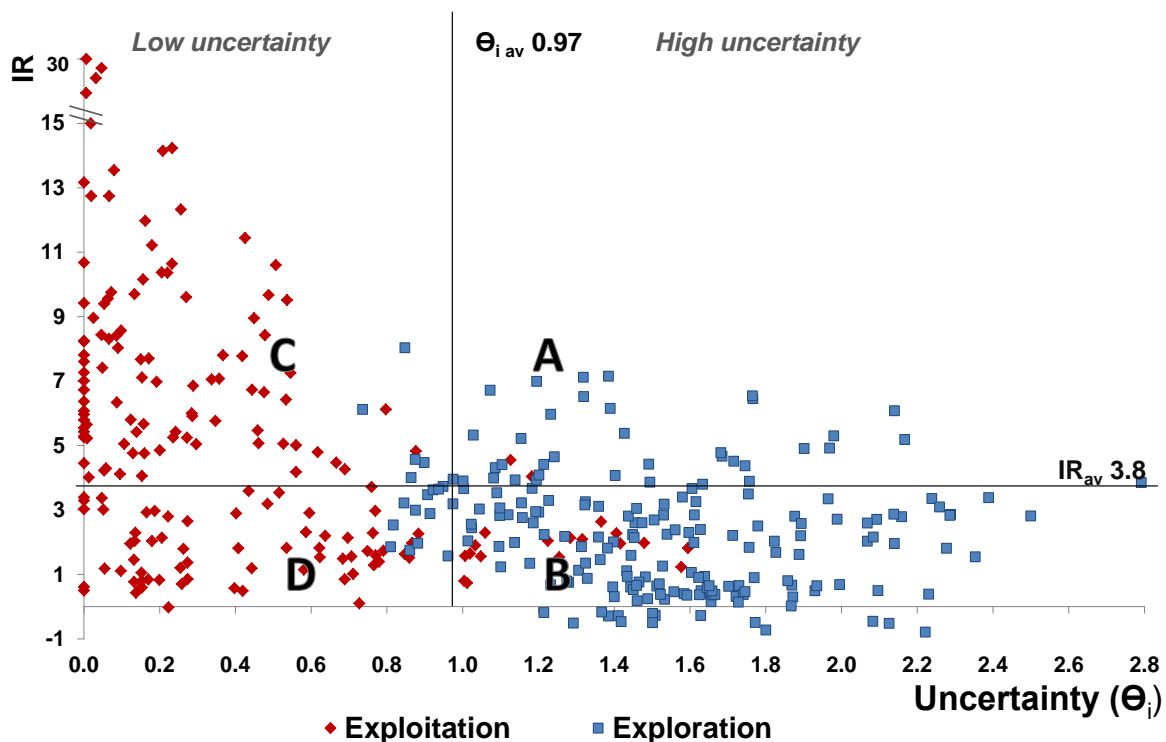 Low uncertainty
ϴi av 0.97
High uncertainty
IR
30
15
13
11
9
7
5
3
1
-1
C
A
IRav 3.8
D
B
0.0 0.2 0.4 0.6 0.8 1.0 1.2 1.4 1.6 1.8 2.0 2.2 2.4 2.6 2.8
Uncertainty (ϴi)
Exploitation
Exploration